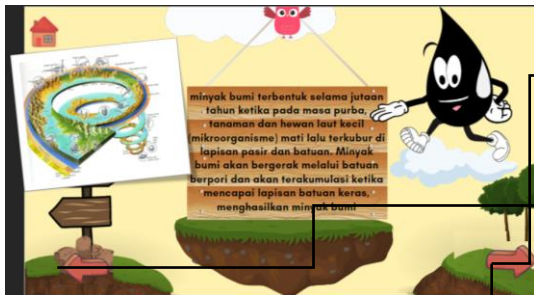 minyak bumi terbentuk selama jutaan
tahun ketika pada masa purba,
tanaman dan hewan laut kecil
(mikroorganisme) mati lalu terkubur di
lapisan pasir dan batuan. Minyak
bumi akan bergerak melalui batuan
berpori dan akan terakumulasi ketika
mencapai lapisan batuan keras,
menghasilkan minyak bumi